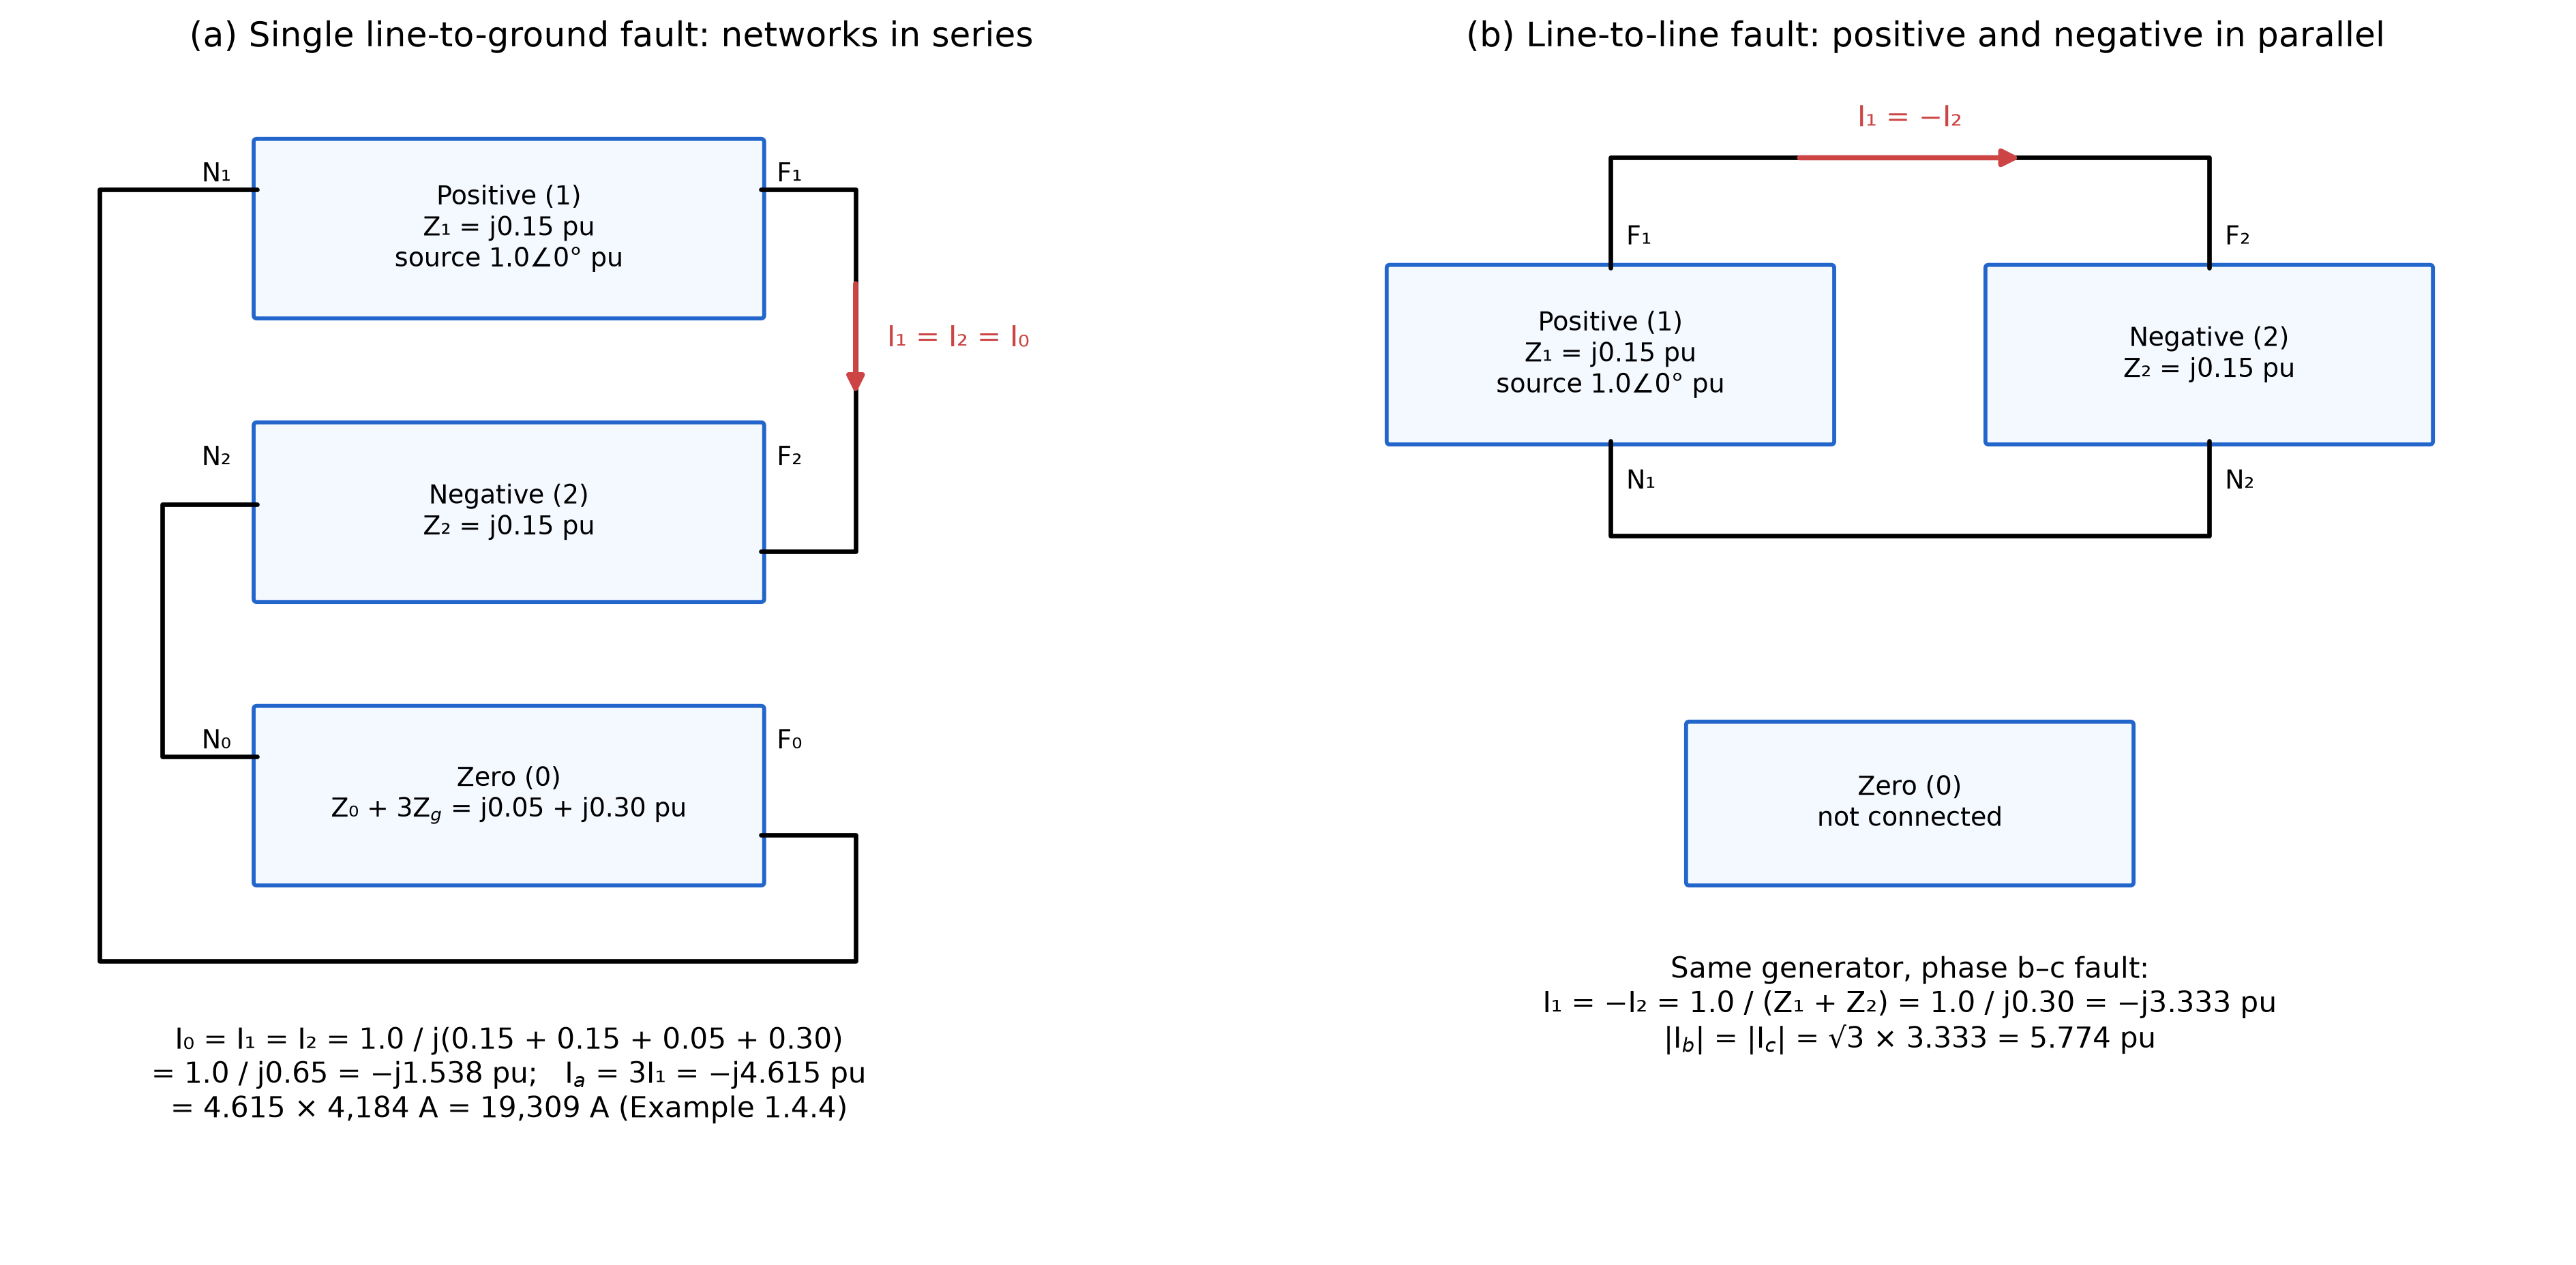 (a) Single line-to-ground fault: networks in series
N₁
F₁
Positive (1)
Z₁ = j0.15 pu
source 1.0∠0° pu
I₁ = I₂ = I₀
N₂
F₂
Negative (2)
Z₂ = j0.15 pu
N₀
F₀
Zero (0)
Z₀ + 3Z_g = j0.05 + j0.30 pu
I₀ = I₁ = I₂ = 1.0 / j(0.15 + 0.15 + 0.05 + 0.30)
= 1.0 / j0.65 = −j1.538 pu;   I_a = 3I₁ = −j4.615 pu
= 4.615 × 4,184 A = 19,309 A (Example 1.4.4)
(b) Line-to-line fault: positive and negative in parallel
I₁ = −I₂
F₁
F₂
Positive (1)
Z₁ = j0.15 pu
source 1.0∠0° pu
Negative (2)
Z₂ = j0.15 pu
N₁
N₂
Zero (0)
not connected
Same generator, phase b–c fault:
I₁ = −I₂ = 1.0 / (Z₁ + Z₂) = 1.0 / j0.30 = −j3.333 pu
|I_b| = |I_c| = √3 × 3.333 = 5.774 pu